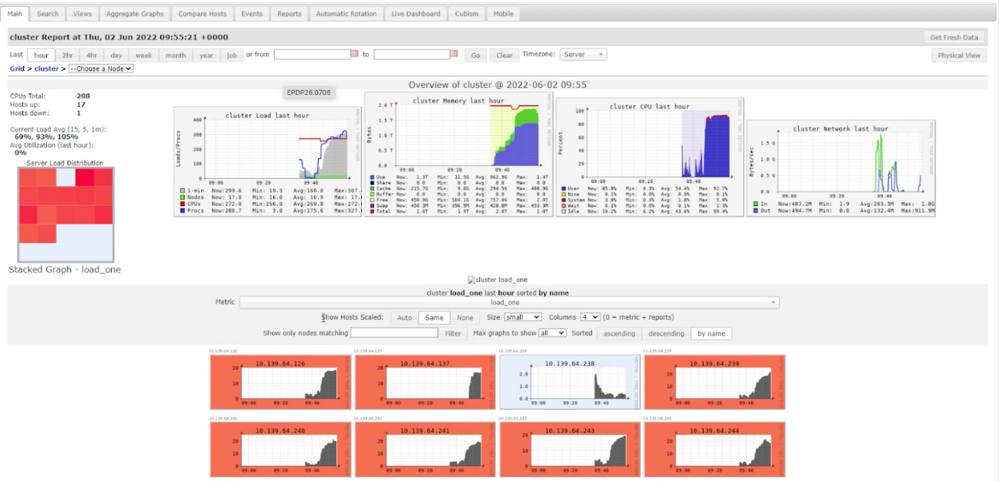 Main Search Views Aggregate Graphs Compare Hosts Events Reports Automatic Rotation Live Dashboard Cubism Mobile
cluster Report at Thu, 02 Jun 2022 09:55:21 +0000 Get Fresh Data
Last hour 2hr 4hr day week month year job or from to Go Clear Timezone: Server Physical View
Grid > cluster > --Choose a Node
Overview of cluster @ 2022-06-02 09:55
CPUs Total: 288
Hosts up: 17
Hosts down: 1
Current Load Avg (15, 5, 1m):
69%, 93%, 105%
Avg Utilization (last hour):
0%
Server Load Distribution
Stacked Graph - load_one
EPDP26.0706
cluster Load last hour
Loads/Procs
400
300
200
100
0
09:00 09:20 09:40
1-min Now:299.6 Min: 19.3 Avg:160.0 Max:307.
Nodes Now: 17.0 Min: 16.0 Avg: 16.9 Max: 17.
CPUs Now:272.0 Min:256.0 Avg:269.8 Max:272.
Procs Now:280.7 Min: 3.0 Avg:175.6 Max:327.
cluster Memory last hour
Bytes
2.0 T
1.5 T
1.0 T
0.5 T
0.0
09:00 09:20 09:40
Use Now: 1.3T Min: 11.5G Avg: 962.9G Max: 1.4T
Share Now: 0.0 Min: 0.0 Avg: 0.0 Max: 0.0
Cache Now: 215.7G Min: 9.0G Avg: 294.5G Max: 488.9G
Buffer Now: 0.0 Min: 0.0 Avg: 0.0 Max: 0.0
Free Now: 450.9G Min: 104.1G Avg: 757.0G Max: 2.0T
Swap Now: 450.3M Min: 396.9M Avg: 428.8M Max: 453.3M
Total Now: 2.0T Min: 1.9T Avg: 2.0T Max: 2.0T
cluster CPU last hour
Percent
100
80
60
40
20
0
09:00 09:20 09:40
User Now: 85.8% Min: 0.3% Avg: 54.4% Max: 92.7%
Nice Now: 0.1% Min: 0.0% Avg: 0.0% Max: 0.1%
System Now: 3.8% Min: 0.3% Avg: 1.8% Max: 5.0%
Wait Now: 0.1% Min: 0.0% Avg: 0.1% Max: 1.3%
Idle Now: 10.2% Min: 6.2% Avg: 43.6% Max: 99.4%
cluster Network last hour
Bytes/sec
1.5 G
1.0 G
0.5 G
0.0
09:00 09:20 09:40
In Now:487.2M Min: 1.9 Avg:283.3M Max: 1.8G
Out Now:494.7M Min: 0.0 Avg:132.4M Max:911.9M
cluster load_one
cluster load_one last hour sorted by name
Metric load_one
Show Hosts Scaled: Auto Same None Size small Columns 4 (0 = metric + reports)
Show only nodes matching Filter Max graphs to show all Sorted ascending descending by name
10.139.64.126 10.139.64.137 10.139.64.238 10.139.64.239
10.139.64.126
20
10
0
09:00 09:20 09:40
10.139.64.137
20
10
0
09:00 09:20 09:40
10.139.64.238
2.0
1.0
0.0
09:00 09:20 09:40
10.139.64.239
20
10
0
09:00 09:20 09:40
10.139.64.240 10.139.64.241 10.139.64.243 10.139.64.244
10.139.64.240
20
10
0
09:00 09:20 09:40
10.139.64.241
20
10
0
09:00 09:20 09:40
10.139.64.243
20
10
0
09:00 09:20 09:40
10.139.64.244
20
10
0
09:00 09:20 09:40